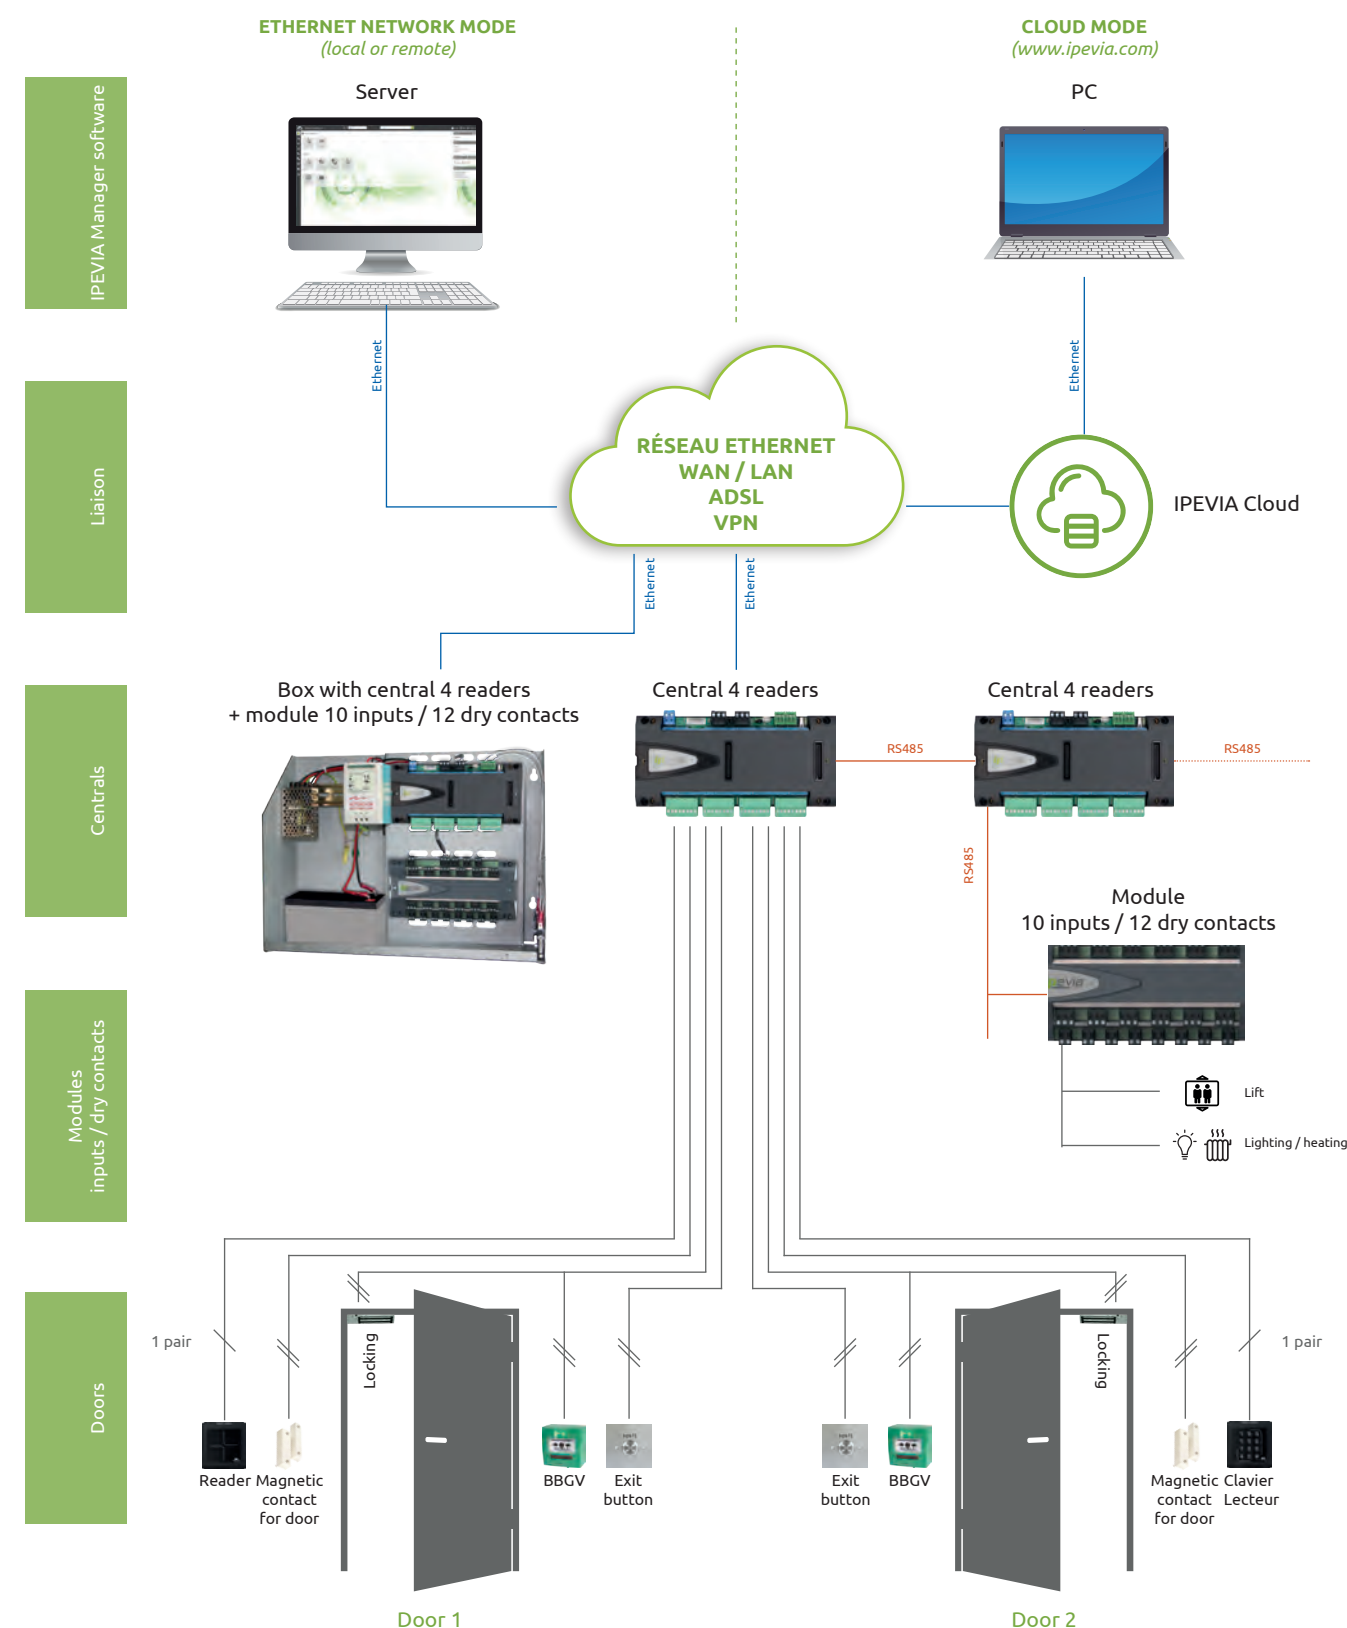 ETHERNET NETWORK MODE
(local or remote)
CLOUD MODE
(www.ipevia.com)
IPEVIA Manager software
Server
PC
Ethernet
Ethernet
Liaison
RÉSEAU ETHERNET
WAN / LAN
ADSL
VPN
IPEVIA Cloud
Ethernet
Ethernet
Centrals
Box with central 4 readers
+ module 10 inputs / 12 dry contacts
Central 4 readers
Central 4 readers
RS485
RS485
RS485
Module
10 inputs / 12 dry contacts
Modules
inputs / dry contacts
Lift
Lighting / heating
Doors
1 pair
Locking
Locking
1 pair
Reader
Magnetic
contact
for door
BBGV
Exit
button
Exit
button
BBGV
Magnetic
contact
for door
Clavier
Lecteur
Door 1
Door 2